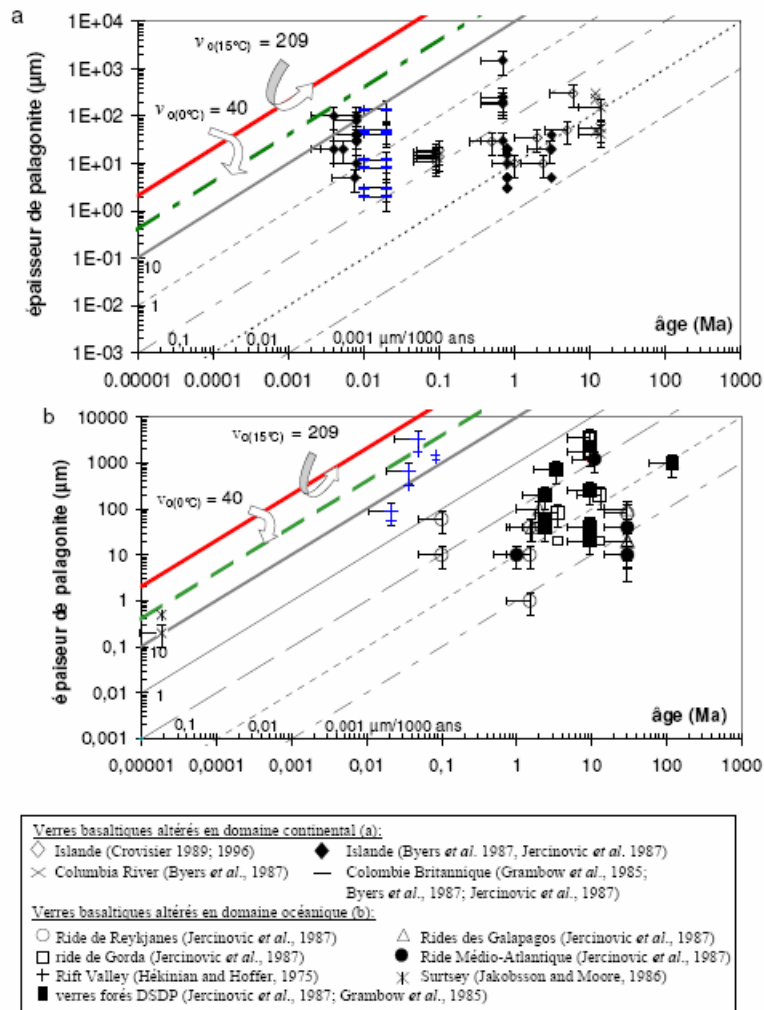 a
épaisseur de palagonite (µm)
1E+04
1E+03
1E+02
1E+01
1E+00
1E-01
1E-02
1E-03
v0(15°C) = 209
v0(0°C) = 40
10
1
0,1
0,01
0,001 µm/1000 ans
âge (Ma)
0.00001 0.0001 0.001 0.01 0.1 1 10 100 1000
b
épaiseur de palagonite (µm)
10000
1000
100
10
1
0,1
0,01
0,001
v0(15°C) = 209
v0(0°C) = 40
10
1
0,1
0,01
0,001 µm/1000 ans
âge (Ma)
0,00001 0,0001 0,001 0,01 0,1 1 10 100 1000
Verres basaltiques altérés en domaine continental (a):
Islande (Crovisier 1989; 1996) Islande (Byers et al. 1987, Jercinovic et al. 1987)
Columbia River (Byers et al., 1987) Colombie Britannique (Grambow et al., 1985;
Byers et al., 1987; Jercinovic et al., 1987)
Verres basaltiques altérés en domaine océanique (b):
Ride de Reykjanes (Jercinovic et al., 1987) Rides des Galapagos (Jercinovic et al., 1987)
ride de Gorda (Jercinovic et al., 1987) Ride Médio-Atlantique (Jercinovic et al., 1987)
Rift Valley (Hékinian and Hoffer, 1975) Surtsey (Jakobsson and Moore, 1986)
verres forés DSDP (Jercinovic et al., 1987; Grambow et al., 1985)